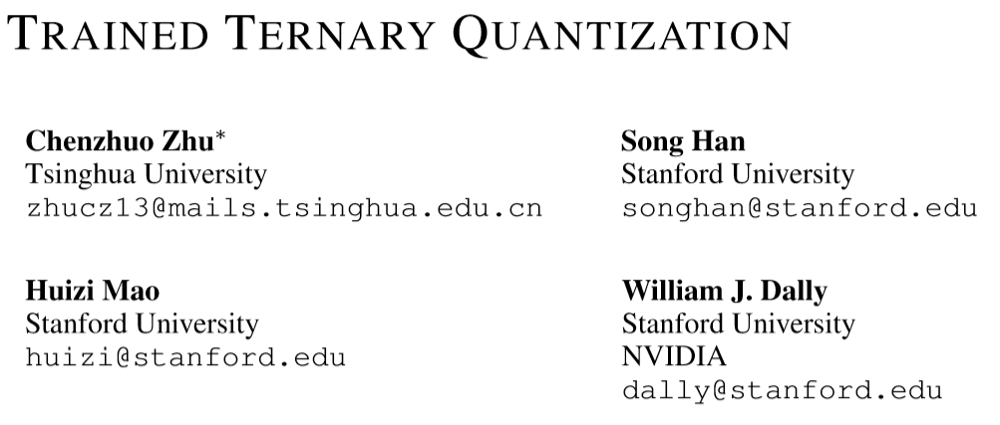 TRAINED TERNARY QUANTIZATION
Chenzhuo Zhu*
Tsinghua University
zhucz13@mails.tsinghua.edu.cn
Song Han
Stanford University
songhan@stanford.edu
Huizi Mao
Stanford University
huizi@stanford.edu
William J. Dally
Stanford University
NVIDIA
dally@stanford.edu